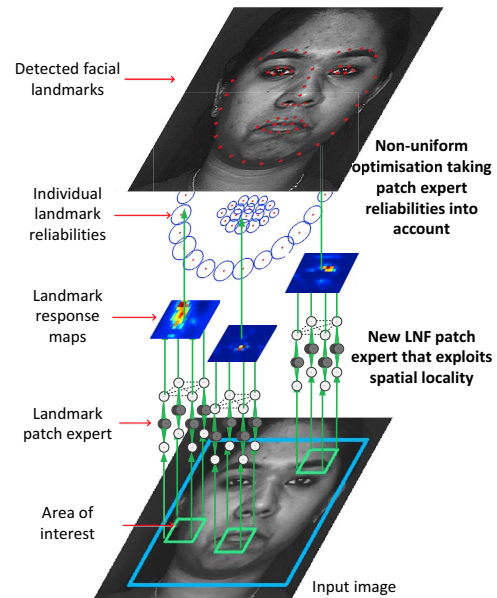 Detected facial
landmarks
Non-uniform
optimisation taking
patch expert
reliabilities into
account
Individual
landmark
reliabilities
Landmark
response
maps
New LNF patch
expert that exploits
spatial locality
Landmark
patch expert
Area of
interest
Input image